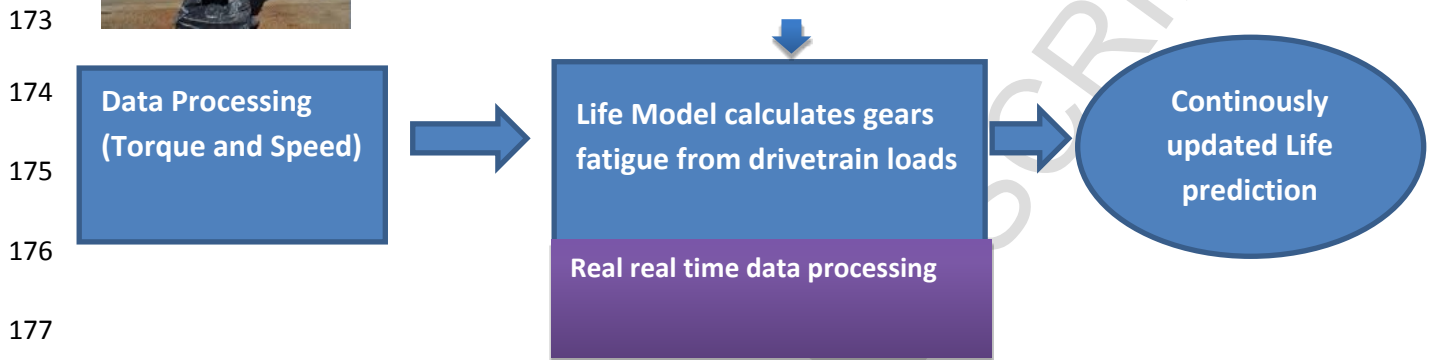 173
174
Data Processing
(Torque and Speed)
175
Life Model calculates gears
fatigue from drivetrain loads
Continously
updated Life
prediction
176
Real real time data processing
177
SCRI